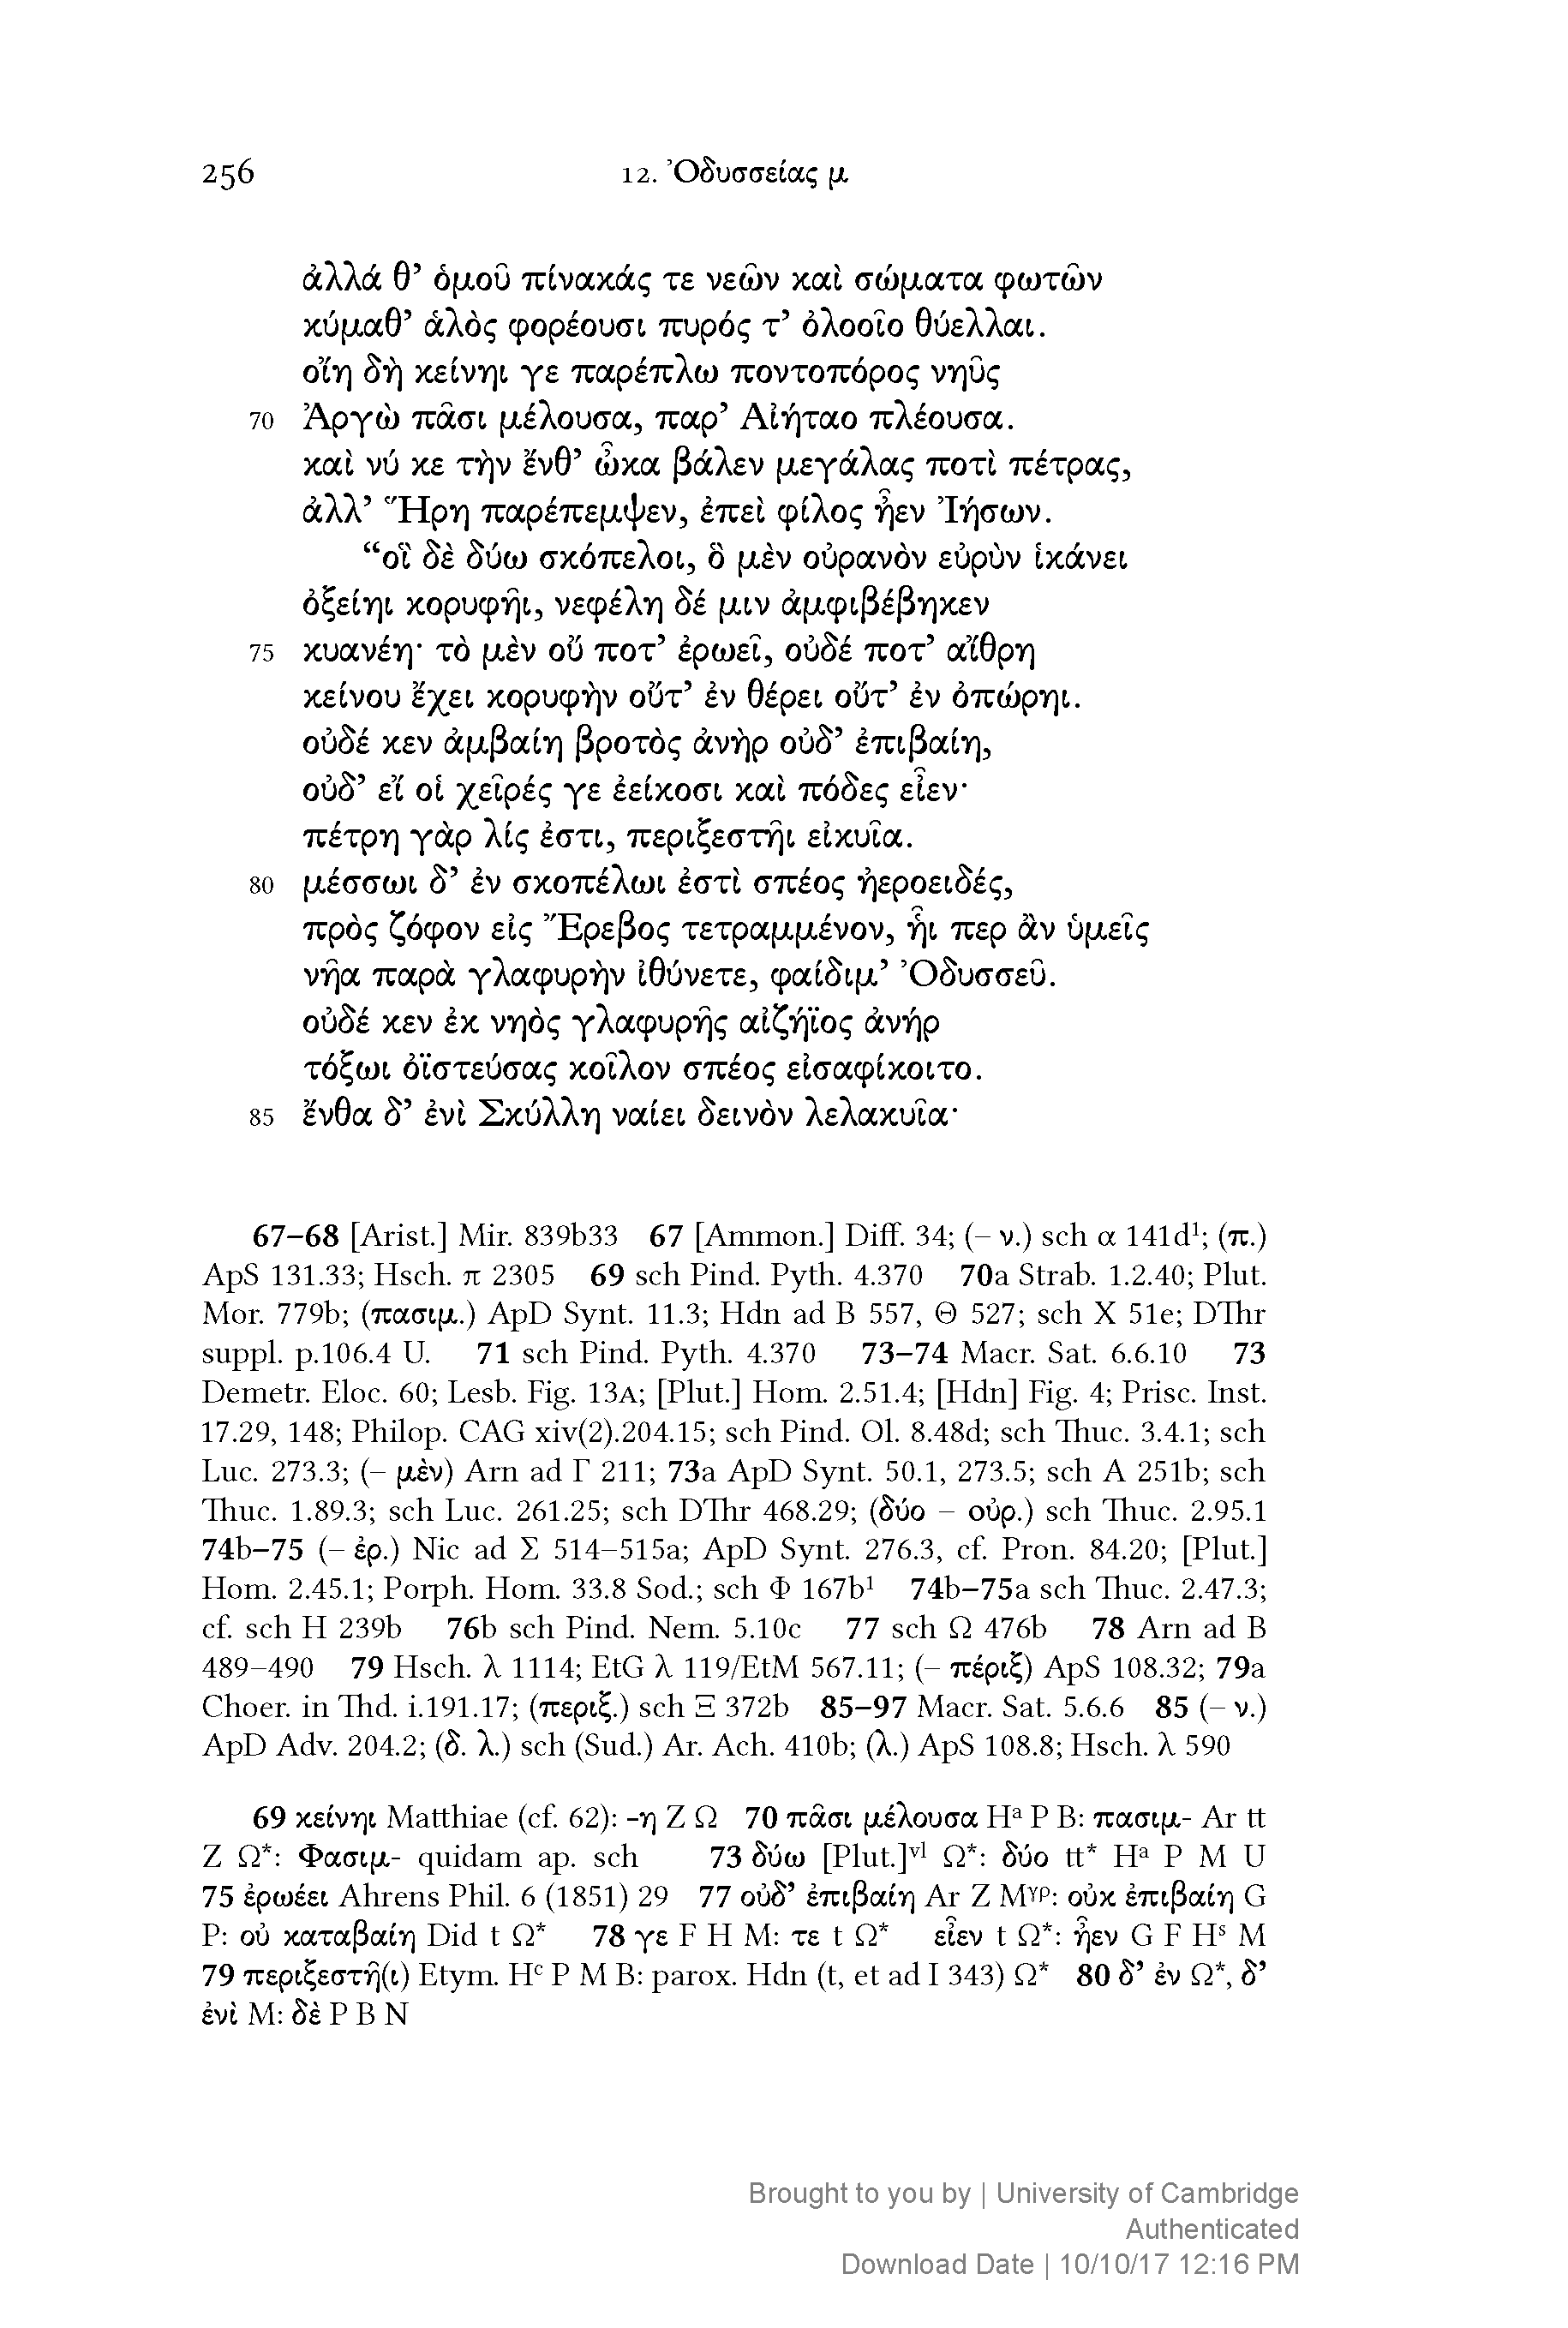 256 12. Ὀδυσσείας μ
ἀλλά θ’ ὁμοῦ πίνακάς τε νεῶν καὶ σώματα φωτῶν
κύμαθ’ ἁλὸς φορέουσι πυρός τ’ ὀλοοῖο θύελλαι.
οἴη δὴ κείνηι γε παρέπλω ποντοπόρος νηῦς
70 Ἀργὼ πᾶσι μέλουσα, παρ’ Αἰήταο πλέουσα.
καὶ νύ κε τὴν ἔνθ’ ὦκα βάλεν μεγάλας ποτὶ πέτρας,
ἀλλ’ Ἥρη παρέπεμψεν, ἐπεὶ φίλος ἦεν Ἰήσων.
“οἳ δὲ δύω σκόπελοι, ὃ μὲν οὐρανὸν εὐρὺν ἱκάνει
ὀξείηι κορυφῆι, νεφέλη δέ μιν ἀμφιβέβηκεν
75 κυανέη· τὸ μὲν οὔ ποτ’ ἐρωεῖ, οὐδέ ποτ’ αἴθρη
κείνου ἔχει κορυφὴν οὔτ’ ἐν θέρει οὔτ’ ἐν ὀπώρηι.
οὐδέ κεν ἀμβαίη βροτὸς ἀνὴρ οὐδ’ ἐπιβαίη,
οὐδ’ εἴ οἱ χεῖρές γε ἐείκοσι καὶ πόδες εἶεν·
πέτρη γὰρ λίς ἐστι, περιξεστῆι εἰκυῖα.
80 μέσσωι δ’ ἐν σκοπέλωι ἐστὶ σπέος ἠεροειδές,
πρὸς ζόφον εἰς Ἔρεβος τετραμμένον, ἧι περ ἂν ὑμεῖς
νῆα παρὰ γλαφυρὴν ἰθύνετε, φαίδιμ’ Ὀδυσσεῦ.
οὐδέ κεν ἐκ νηὸς γλαφυρῆς αἰζήϊος ἀνήρ
τόξωι ὀϊστεύσας κοῖλον σπέος εἰσαφίκοιτο.
85 ἔνθα δ’ ἐνὶ Σκύλλη ναίει δεινὸν λελακυῖα·
67–68 [Arist.] Mir. 839b33 67 [Ammon.] Diff. 34; (– ν.) sch α 141d¹; (π.)
ApS 131.33; Hsch. π 2305 69 sch Pind. Pyth. 4.370 70a Strab. 1.2.40; Plut.
Mor. 779b; (πασιμ.) ApD Synt. 11.3; Hdn ad Β 557, Θ 527; sch Χ 51e; DThr
suppl. p.106.4 U. 71 sch Pind. Pyth. 4.370 73–74 Macr. Sat. 6.6.10 73
Demetr. Eloc. 60; Lesb. Fig. 13A; [Plut.] Hom. 2.51.4; [Hdn] Fig. 4; Prisc. Inst.
17.29, 148; Philop. CAG xiv(2).204.15; sch Pind. Ol. 8.48d; sch Thuc. 3.4.1; sch
Luc. 273.3; (– μὲν) Arn ad Γ 211; 73a ApD Synt. 50.1, 273.5; sch Α 251b; sch
Thuc. 1.89.3; sch Luc. 261.25; sch DThr 468.29; (δύο – οὐρ.) sch Thuc. 2.95.1
74b–75 (– ἐρ.) Nic ad Σ 514–515a; ApD Synt. 276.3, cf. Pron. 84.20; [Plut.]
Hom. 2.45.1; Porph. Hom. 33.8 Sod.; sch Φ 167b¹ 74b–75a sch Thuc. 2.47.3;
cf. sch Η 239b 76b sch Pind. Nem. 5.10c 77 sch Ω 476b 78 Arn ad Β
489–490 79 Hsch. λ 1114; EtG λ 119/EtM 567.11; (– πέριξ) ApS 108.32; 79a
Choer. in Thd. i.191.17; (περιξ.) sch Ξ 372b 85–97 Macr. Sat. 5.6.6 85 (– ν.)
ApD Adv. 204.2; (δ. λ.) sch (Sud.) Ar. Ach. 410b; (λ.) ApS 108.8; Hsch. λ 590
69 κείνηι Matthiae (cf. 62): -η Z Ω 70 πᾶσι μέλουσα Hᵃ P B: πασιμ- Ar tt
Z Ω*: Φασιμ- quidam ap. sch 73 δύω [Plut.]ᵛˡ Ω*: δύο tt* Hᵃ P M U
75 ἐρωέει Ahrens Phil. 6 (1851) 29 77 οὐδ’ ἐπιβαίη Ar Z Mᵞᴾ: οὐκ ἐπιβαίη G
P: οὐ καταβαίη Did t Ω* 78 γε F H M: τε t Ω* εἶεν t Ω*: ἦεν G F Hˢ M
79 περιξεστῆ(ι) Etym. Hᶜ P M B: parox. Hdn (t, et ad Ι 343) Ω* 80 δ’ ἐν Ω*, δ’
ἐνὶ M: δὲ P B N
Brought to you by | University of Cambridge
Authenticated
Download Date | 10/10/17 12:16 PM